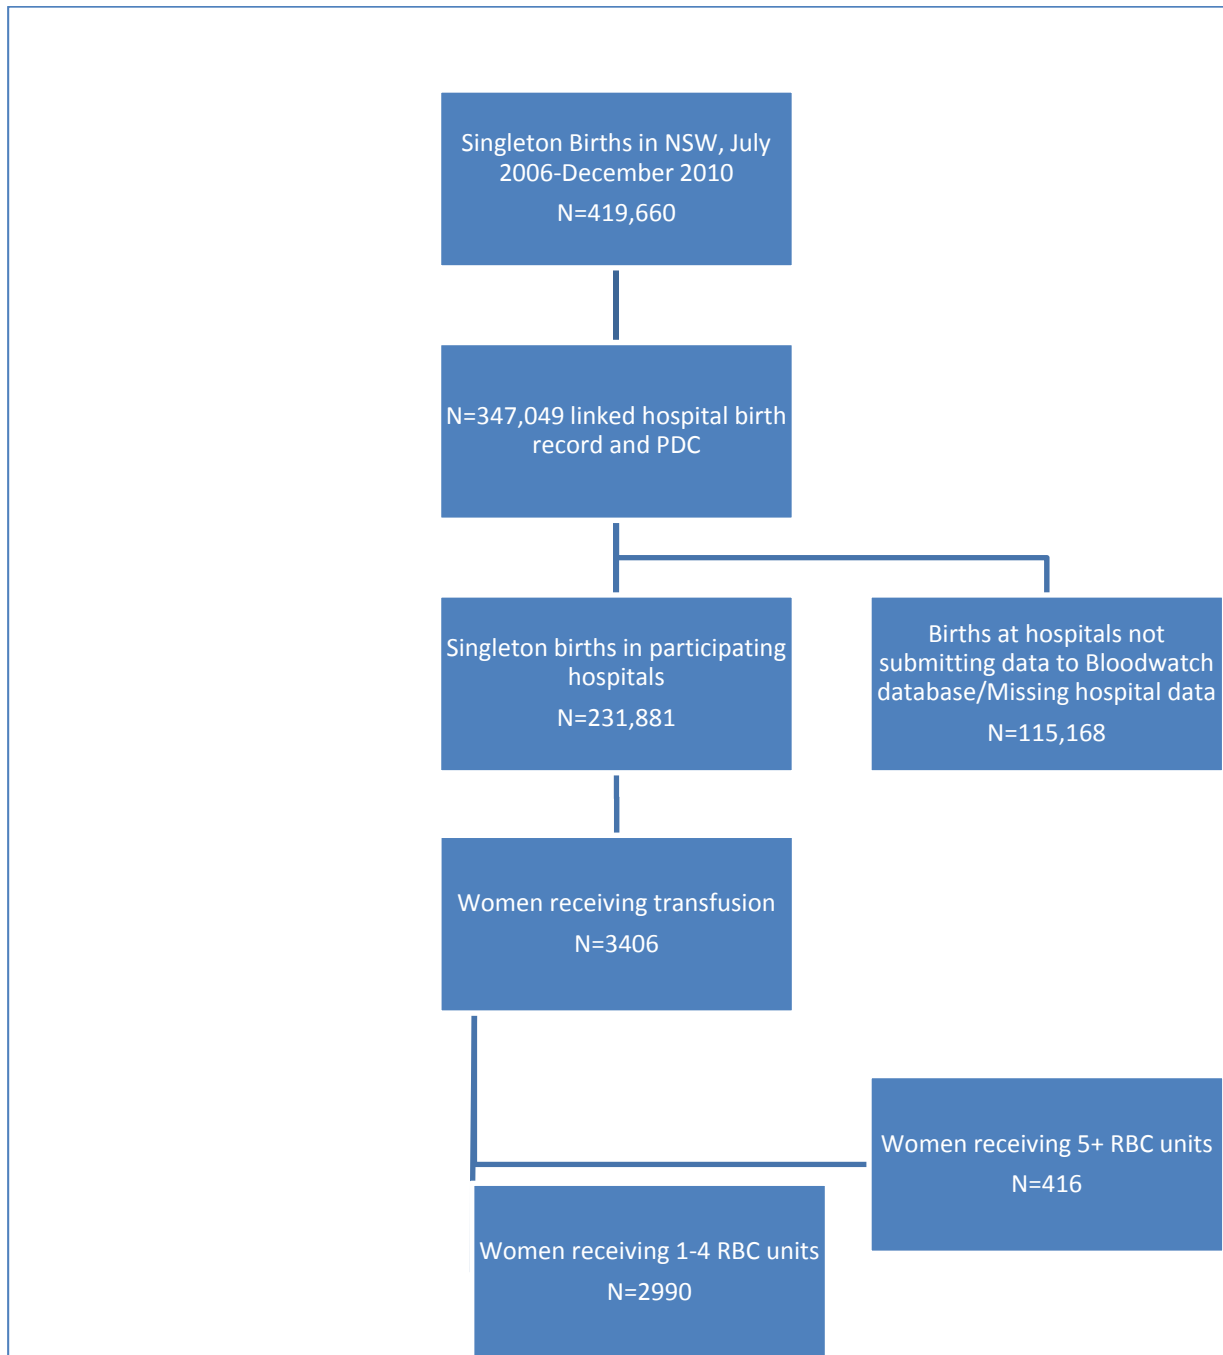 Singleton Births in NSW, July
2006-December 2010
N=419,660
N=347,049 linked hospital birth
record and PDC
Singleton births in participating
hospitals
N=231,881
Births at hospitals not
submitting data to Bloodwatch
database/Missing hospital data
N=115,168
Women receiving transfusion
N=3406
Women receiving 5+ RBC units
N=416
Women receiving 1-4 RBC units
N=2990